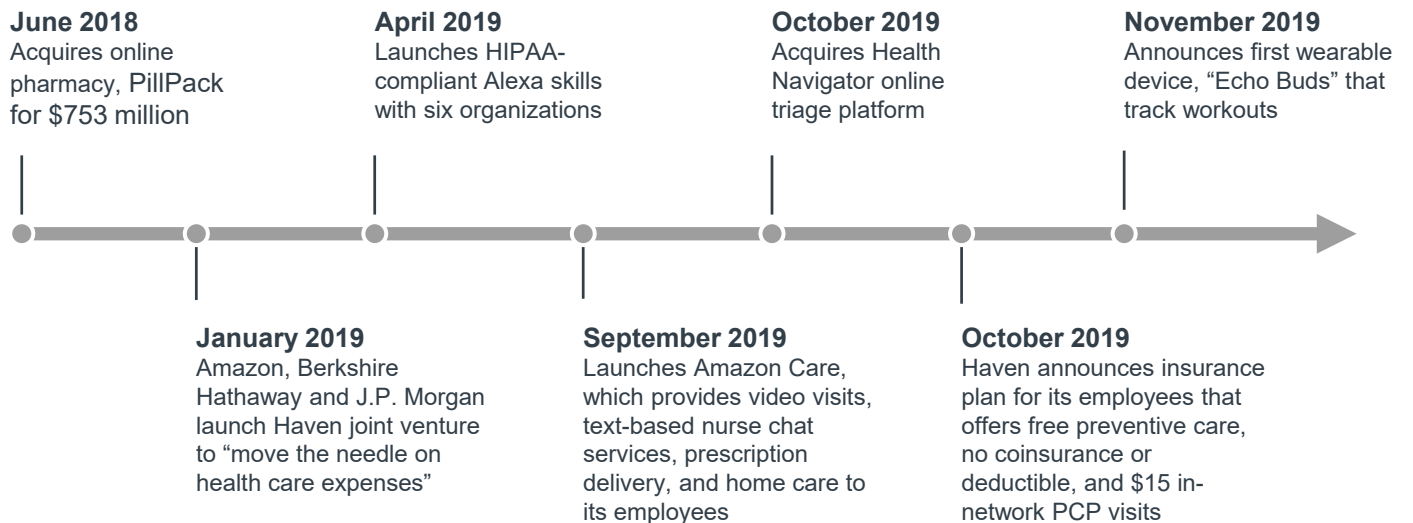 June 2018
Acquires online
pharmacy, PillPack
for $753 million
April 2019
Launches HIPAA-
compliant Alexa skills
with six organizations
October 2019
Acquires Health
Navigator online
triage platform
November 2019
Announces first wearable
device, “Echo Buds” that
track workouts
January 2019
Amazon, Berkshire
Hathaway and J.P. Morgan
launch Haven joint venture
to “move the needle on
health care expenses”
September 2019
Launches Amazon Care,
which provides video visits,
text-based nurse chat
services, prescription
delivery, and home care to
its employees
October 2019
Haven announces insurance
plan for its employees that
offers free preventive care,
no coinsurance or
deductible, and $15 in-
network PCP visits